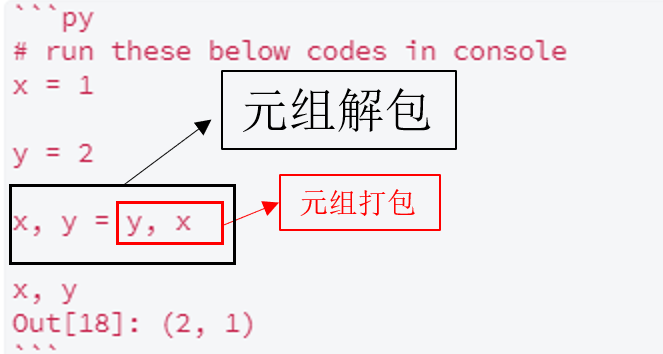 ```py
# run these below codes in console
x = 1
元组解包
y = 2
元组打包
x, y = y, x
x, y
Out[18]: (2, 1)
```